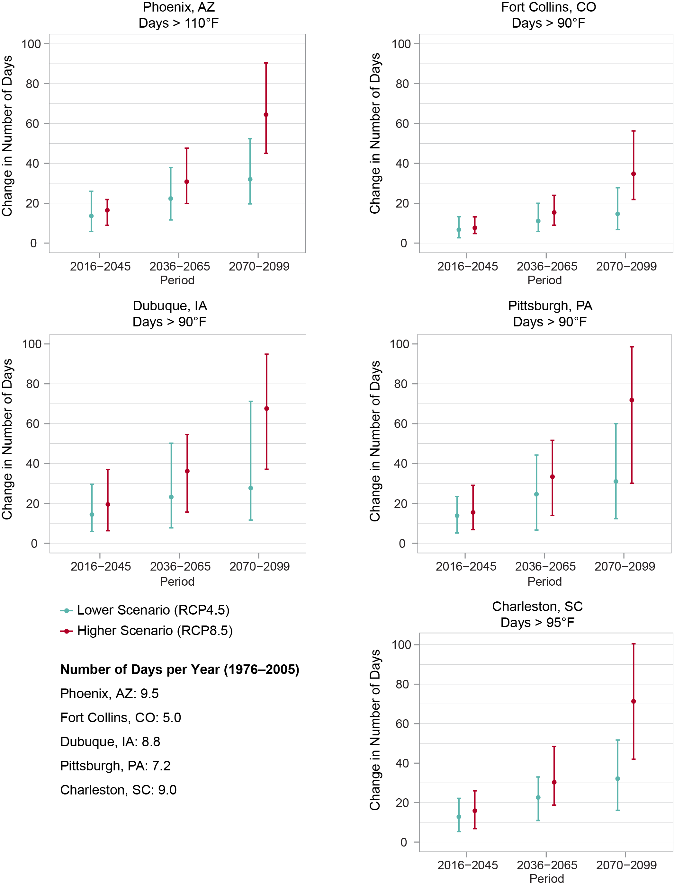 Phoenix, AZ
Days > 110°F
Change in Number of Days
100
80
60
40
20
0
2016–2045
2036–2065
2070–2099
Period
Fort Collins, CO
Days > 90°F
Change in Number of Days
100
80
60
40
20
0
2016–2045
2036–2065
2070–2099
Period
Dubuque, IA
Days > 90°F
Change in Number of Days
100
80
60
40
20
0
2016–2045
2036–2065
2070–2099
Period
Pittsburgh, PA
Days > 90°F
Change in Number of Days
100
80
60
40
20
0
2016–2045
2036–2065
2070–2099
Period
Lower Scenario (RCP4.5)
Higher Scenario (RCP8.5)
Number of Days per Year (1976–2005)
Phoenix, AZ: 9.5
Fort Collins, CO: 5.0
Dubuque, IA: 8.8
Pittsburgh, PA: 7.2
Charleston, SC: 9.0
Charleston, SC
Days > 95°F
Change in Number of Days
100
80
60
40
20
0
2016–2045
2036–2065
2070–2099
Period